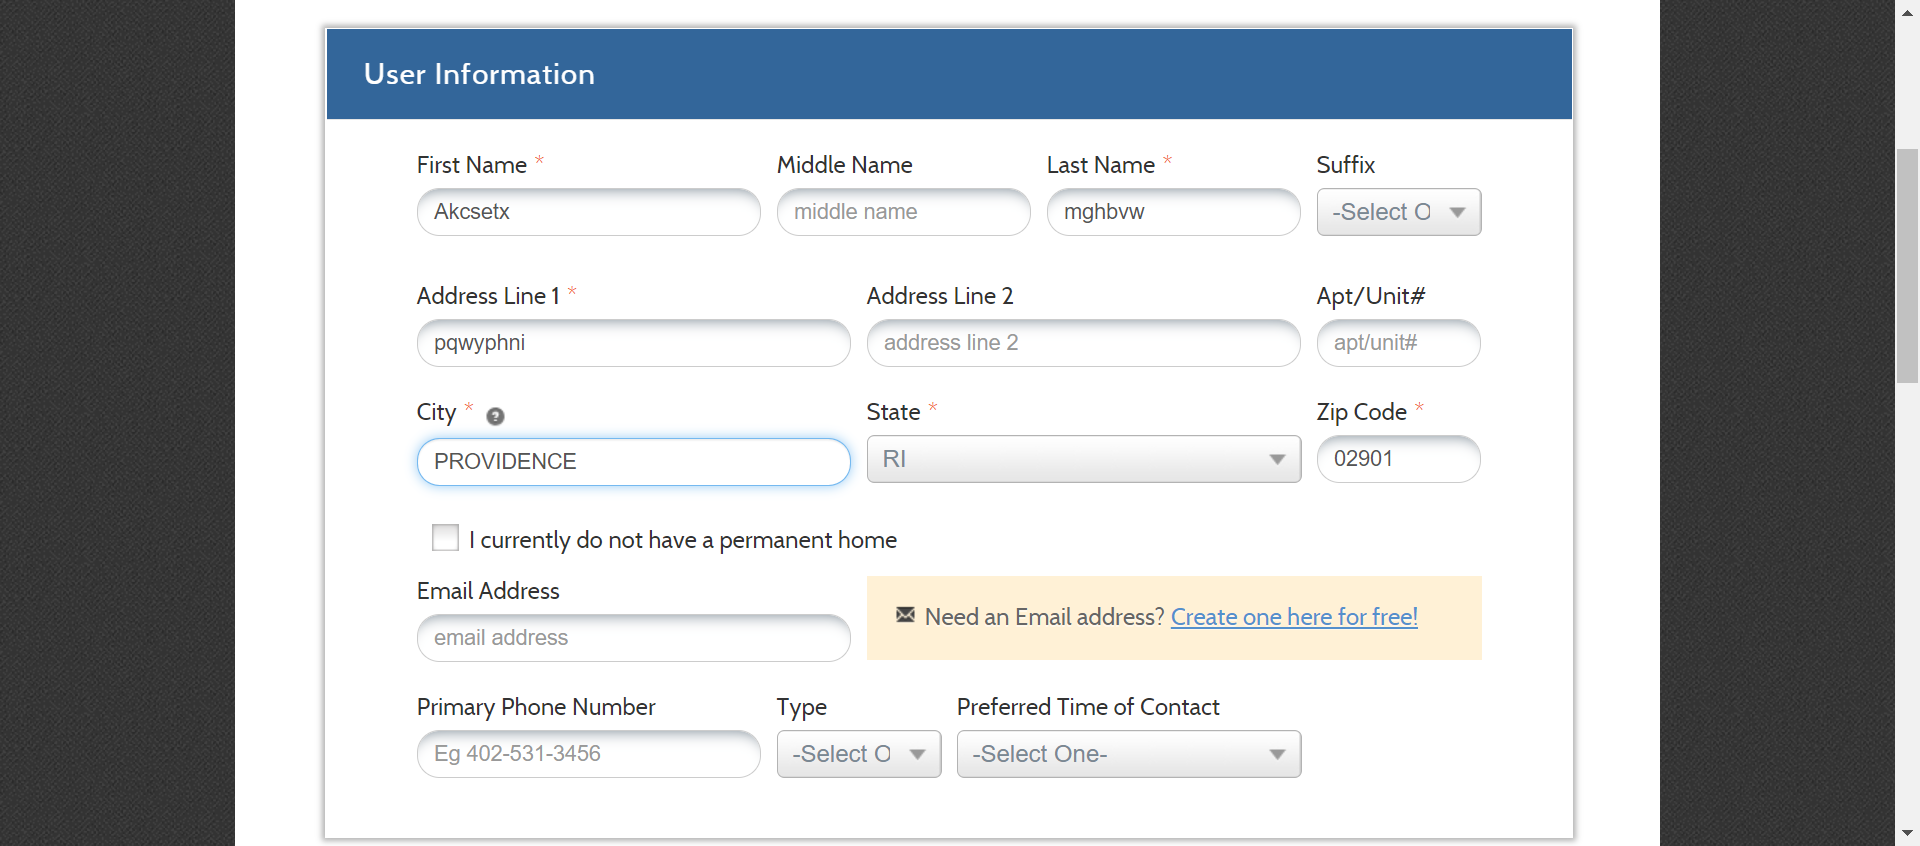 User Information
First Name * Middle Name Last Name * Suffix
Akcsetx middle name mghbvw -Select O
Address Line 1 * Address Line 2 Apt/Unit#
pqwyphni address line 2 apt/unit#
City * ? State * Zip Code *
PROVIDENCE RI 02901
I currently do not have a permanent home
Email Address
email address Need an Email address? Create one here for free!
Primary Phone Number Type Preferred Time of Contact
Eg 402-531-3456 -Select O -Select One-